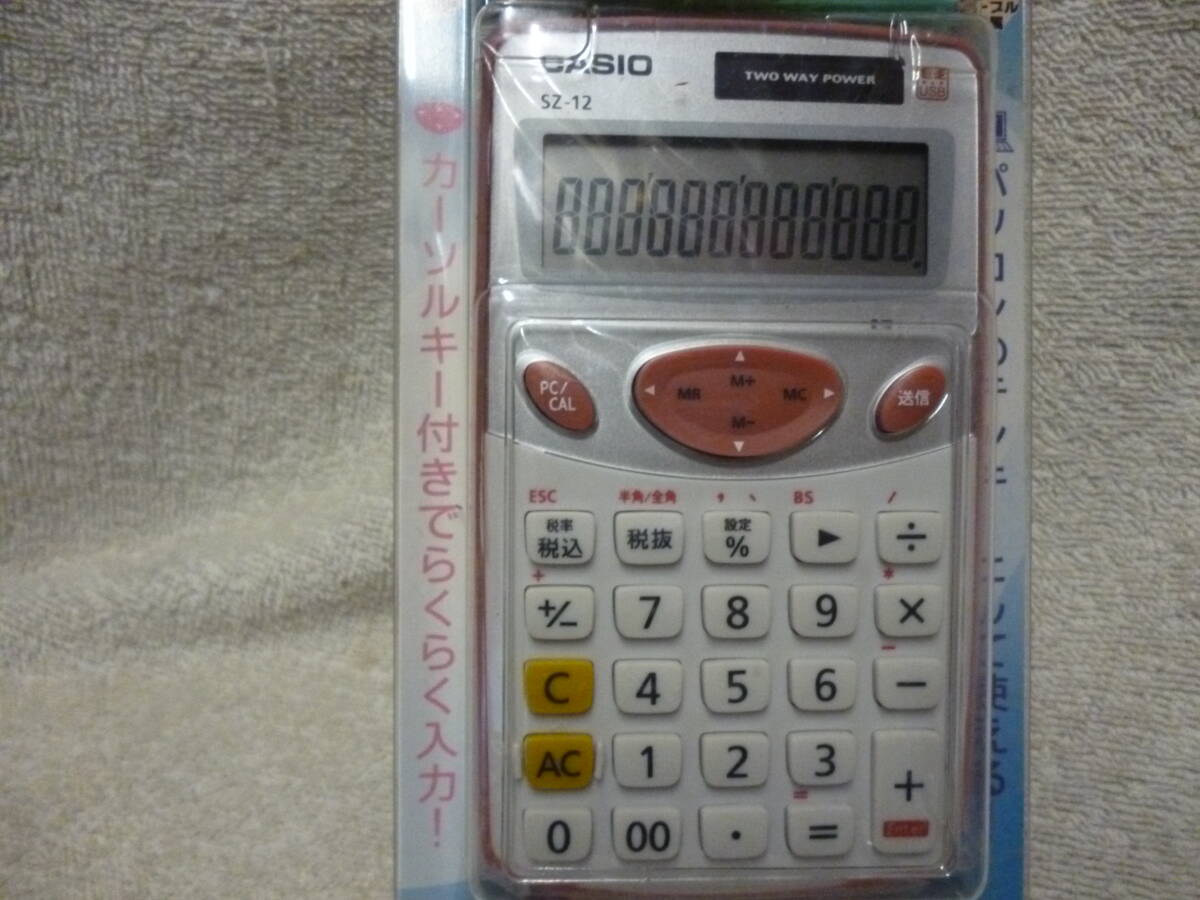 CASIO
TWO WAY POWER
USB
SZ-12
カーソルキー付きでらくらく入力！
PC/
CAL
M+
MR
MC
M−
送信
ESC
半角/全角
BS
/
税率
税込
税抜
設定
%
▶
÷
+
*
+/−
7
8
9
×
−
C
4
5
6
−
AC
1
2
3
+
=
Enter
0
00
.
=